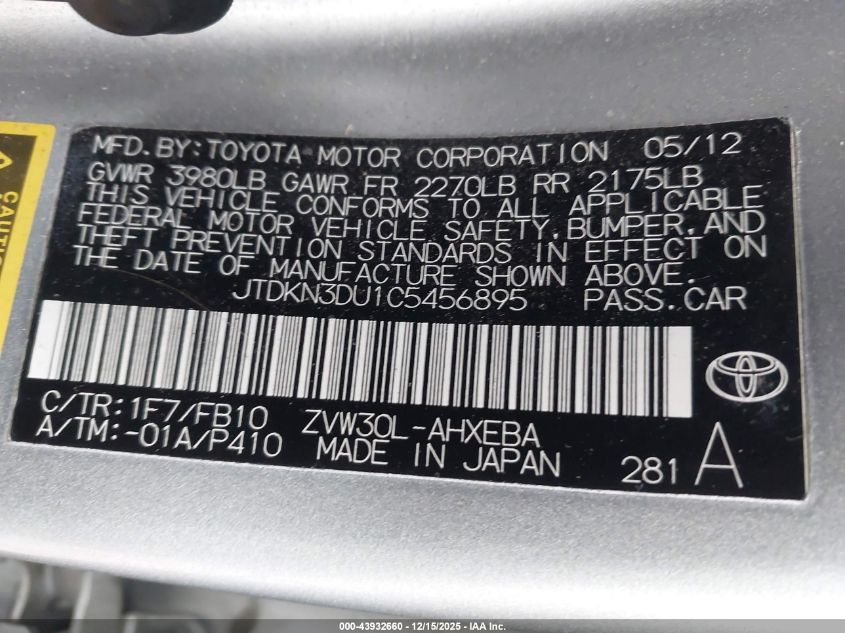 MFD.BY:TOYOTA MOTOR CORPORATION 05/12
GVWR 3980LB GAWR FR 2270LB RR 2175LB
THIS VEHICLE CONFORMS TO ALL APPLICABLE
FEDERAL MOTOR VEHICLE SAFETY,BUMPER,AND
THEFT PREVENTION STANDARDS IN EFFECT ON
THE DATE OF MANUFACTURE SHOWN ABOVE.
JTDKN3DU1C5456895 PASS.CAR
C/TR:1F7/FB10 ZVW30L-AHXEBA
A/TM:-01A/P410 MADE IN JAPAN 281 A
000-43932660 - 12/15/2025 - IAA Inc.